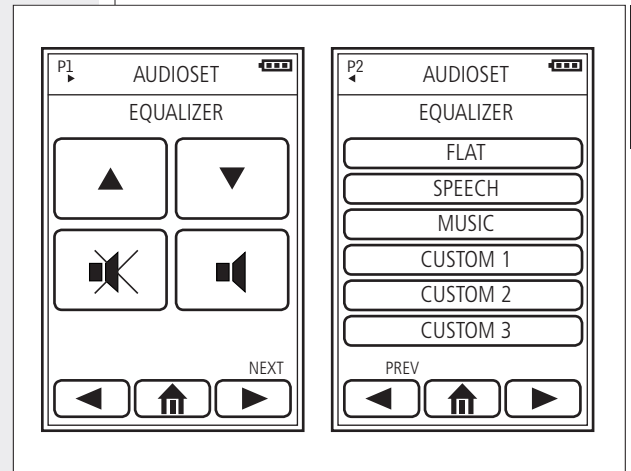 P1
AUDIOSET
EQUALIZER
NEXT
P2
AUDIOSET
EQUALIZER
FLAT
SPEECH
MUSIC
CUSTOM 1
CUSTOM 2
CUSTOM 3
PREV